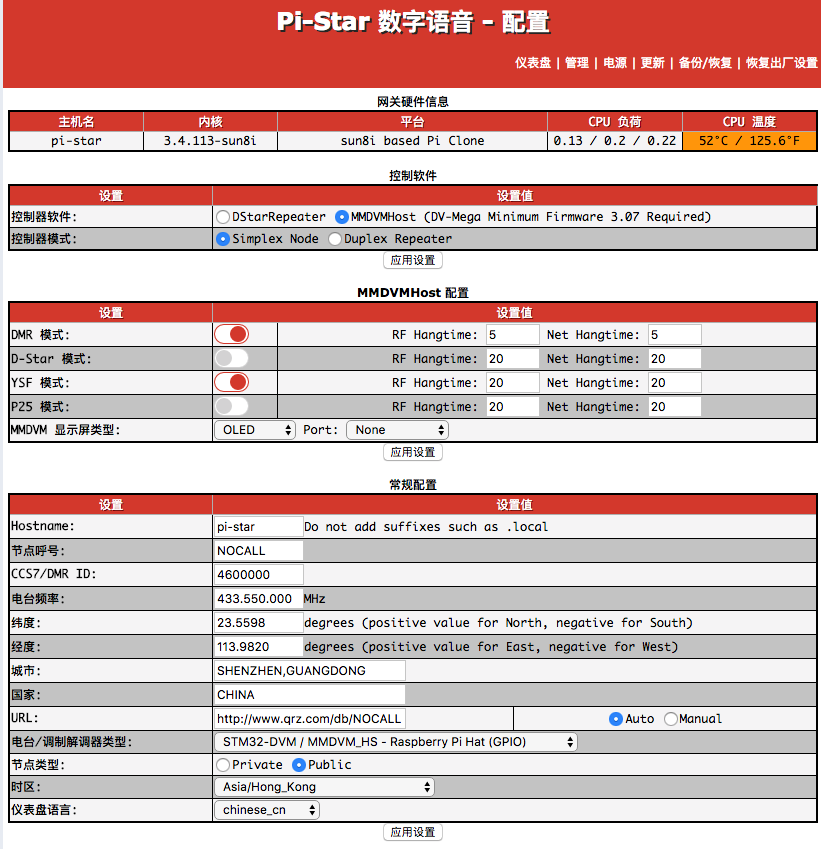 Pi-Star 数字语音 - 配置
仪表盘 | 管理 | 电源 | 更新 | 备份/恢复 | 恢复出厂设置
网关硬件信息
主机名 内核 平台 CPU 负荷 CPU 温度
pi-star 3.4.113-sun8i sun8i based Pi Clone 0.13 / 0.2 / 0.22 52°C / 125.6°F
控制软件
设置 设置值
控制器软件: DStarRepeater MMDVMHost (DV-Mega Minimum Firmware 3.07 Required)
控制器模式: Simplex Node Duplex Repeater
应用设置
MMDVMHost 配置
设置 设置值
DMR 模式: RF Hangtime: 5 Net Hangtime: 5
D-Star 模式: RF Hangtime: 20 Net Hangtime: 20
YSF 模式: RF Hangtime: 20 Net Hangtime: 20
P25 模式: RF Hangtime: 20 Net Hangtime: 20
MMDVM 显示屏类型: OLED Port: None
应用设置
常规配置
设置 设置值
Hostname: pi-star Do not add suffixes such as .local
节点呼号: NOCALL
CCS7/DMR ID: 4600000
电台频率: 433.550.000 MHz
纬度: 23.5598 degrees (positive value for North, negative for South)
经度: 113.9820 degrees (positive value for East, negative for West)
城市: SHENZHEN,GUANGDONG
国家: CHINA
URL: http://www.qrz.com/db/NOCALL Auto Manual
电台/调制解调器类型: STM32-DVM / MMDVM_HS - Raspberry Pi Hat (GPIO)
节点类型: Private Public
时区: Asia/Hong_Kong
仪表盘语言: chinese_cn
应用设置